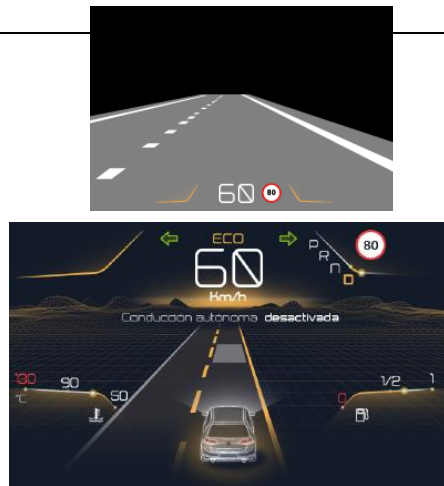 60 80
ECO
60
Km/h
P
R
N
D
80
Conducción autónoma desactivada
130
90
50
°C
0
1/2
1